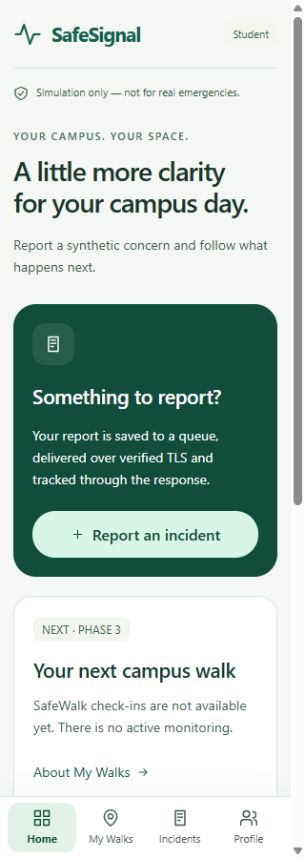 SafeSignal
Student
Simulation only — not for real emergencies.
YOUR CAMPUS. YOUR SPACE.
A little more clarity
for your campus day.
Report a synthetic concern and follow what
happens next.
Something to report?
Your report is saved to a queue,
delivered over verified TLS and
tracked through the response.
+ Report an incident
NEXT · PHASE 3
Your next campus walk
SafeWalk check-ins are not available
yet. There is no active monitoring.
About My Walks →
Home
My Walks
Incidents
Profile